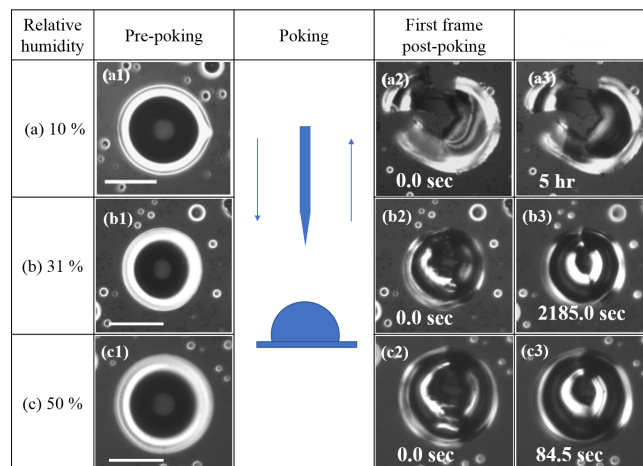 Relative
humidity
Pre-poking
Poking
First frame
post-poking
(a) 10 %
(a1)
(a2)
0.0 sec
(a3)
5 hr
(b) 31 %
(b1)
(b2)
0.0 sec
(b3)
2185.0 sec
(c) 50 %
(c1)
(c2)
0.0 sec
(c3)
84.5 sec